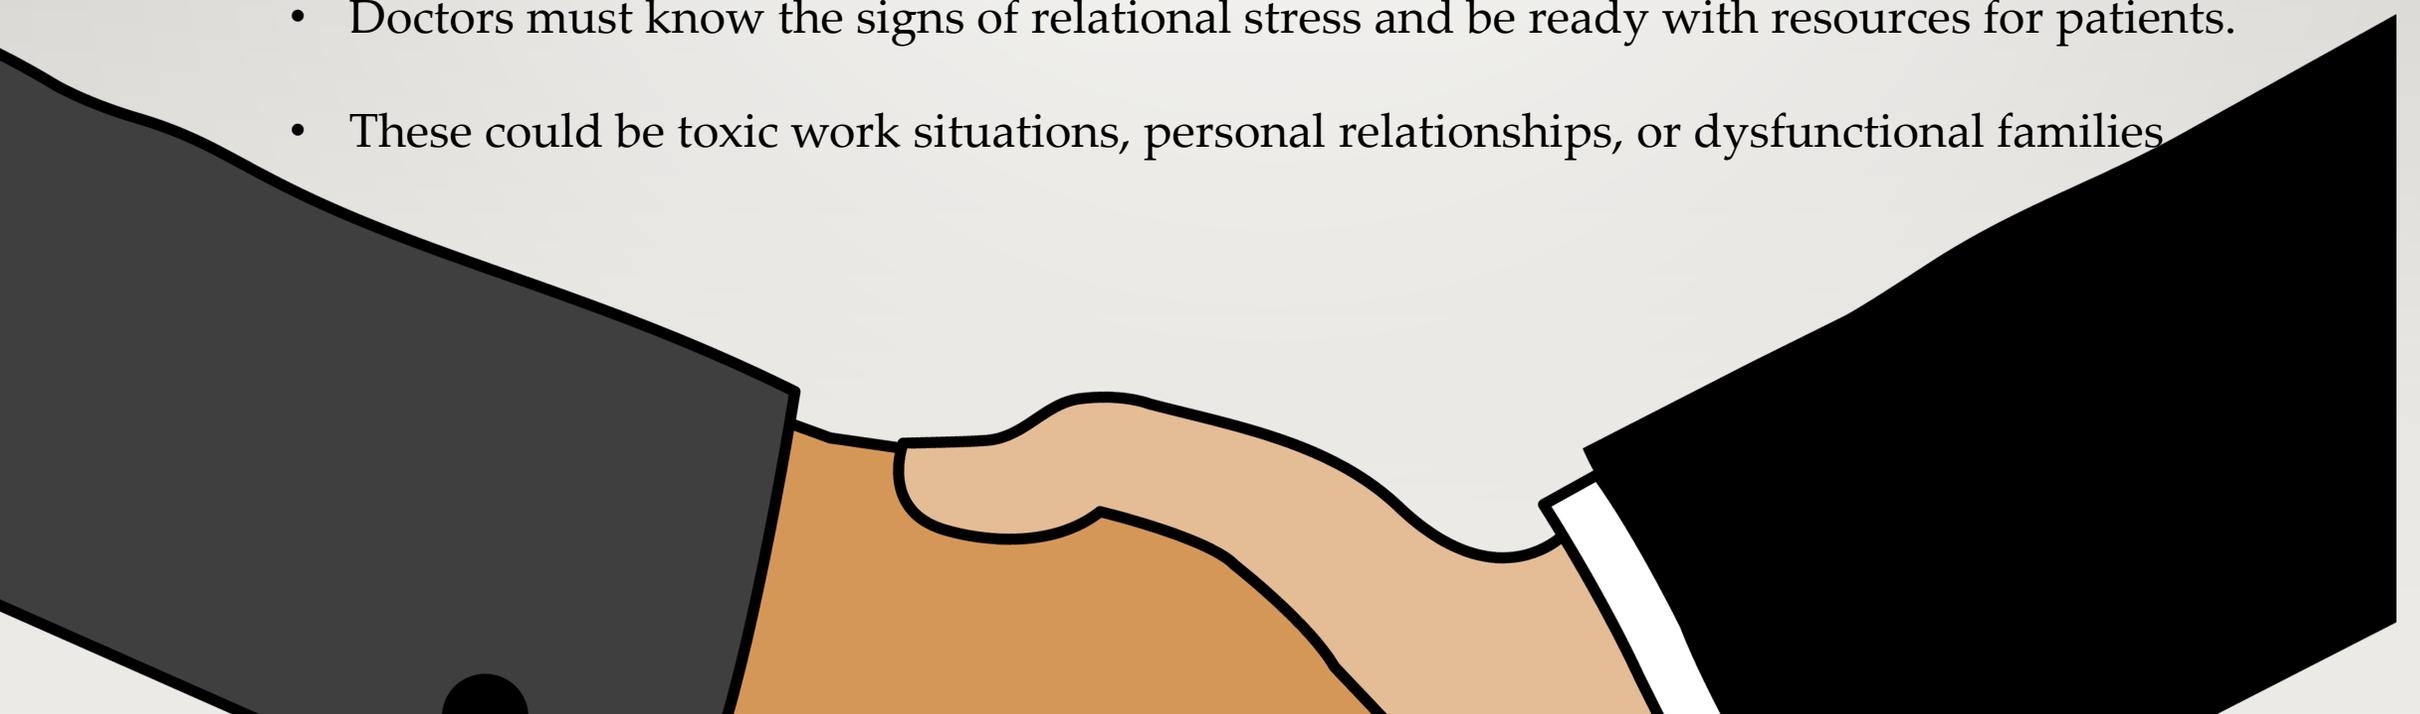 • Doctors must know the signs of relational stress and be ready with resources for patients.
• These could be toxic work situations, personal relationships, or dysfunctional families